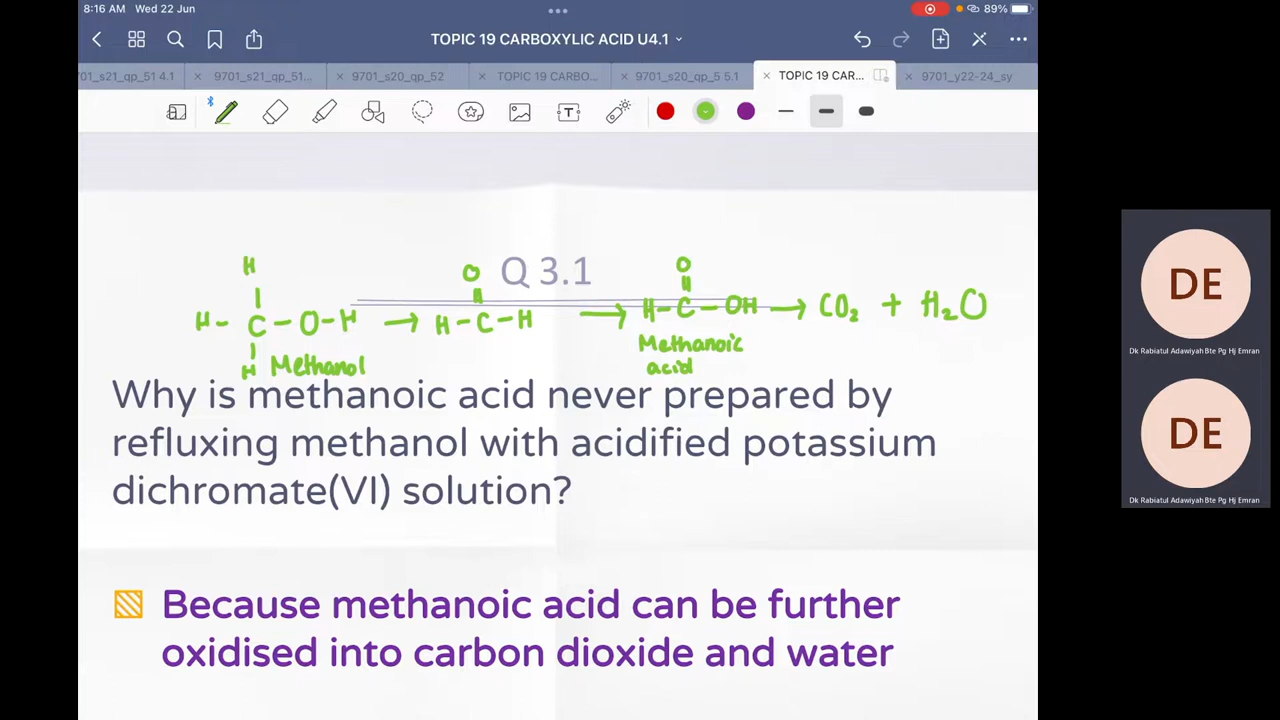 8:16 AM Wed 22 Jun
89%
TOPIC 19 CARBOXYLIC ACID U4.1
01_s21_qp_51 4.1
9701_s21_qp_51...
9701_s20_qp_52
TOPIC 19 CARBO...
9701_s20_qp_5 5.1
TOPIC 19 CAR...
9701_y22-24_sy
Q 3.1
H
H - C - O - H → H - C - H → H - C - OH → CO2 + H2O
O
O
H
Methanol
Methanoic
acid
Why is methanoic acid never prepared by
refluxing methanol with acidified potassium
dichromate(VI) solution?
Because methanoic acid can be further
oxidised into carbon dioxide and water
DE
Dk Rabiatul Adawiyah Bte Pg Hj Emran
DE
Dk Rabiatul Adawiyah Bte Pg Hj Emran